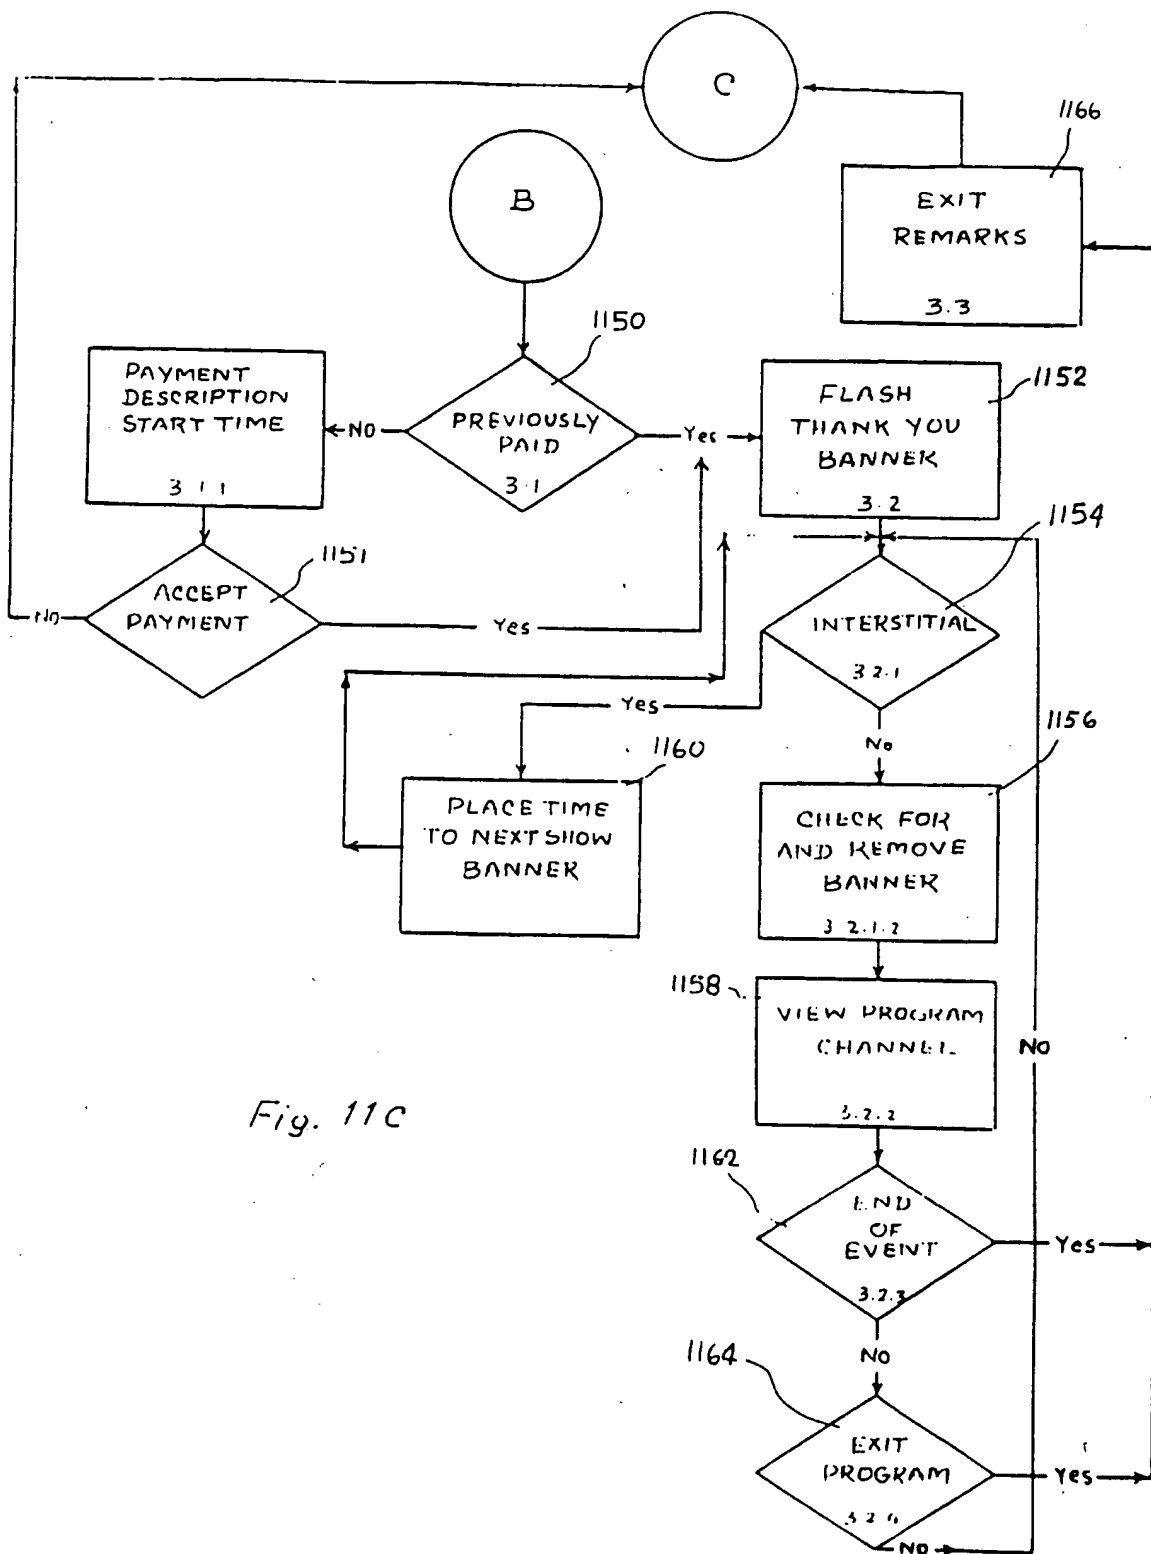 C
1166
EXIT
REMARKS
3.3
B
1150
PREVIOUSLY
PAID
3.1
NO
Yes
PAYMENT
DESCRIPTION
START TIME
3 1 1
1152
FLASH
THANK YOU
BANNER
3.2
1151
ACCEPT
PAYMENT
No
Yes
1154
INTERSTITIAL
3 2.1
Yes
No
1160
PLACE TIME
TO NEXT SHOW
BANNER
1156
CHECK FOR
AND REMOVE
BANNER
3 2.1.2
1158
VIEW PROGRAM
CHANNEL
3.2.2
NO
Fig. 11C
1162
END
OF
EVENT
3.2.3
Yes
No
1164
EXIT
PROGRAM
Yes
NO